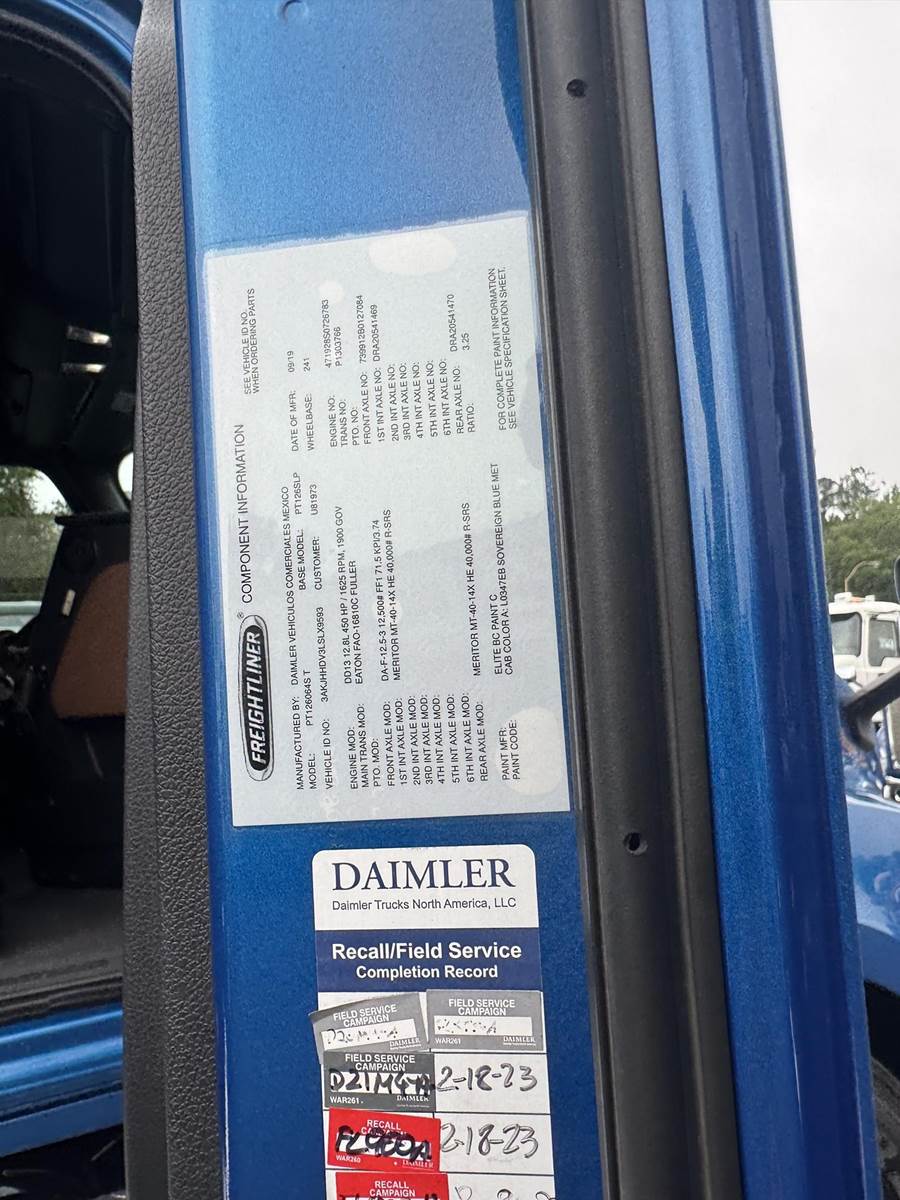 FREIGHTLINER® COMPONENT INFORMATION
SEE VEHICLE ID NO.
WHEN ORDERING PARTS
MANUFACTURED BY: DAIMLER VEHICULOS COMERCIALES MEXICO
MODEL: PT126064S T BASE MODEL: PT126SLP DATE OF MFR: 09/19
VEHICLE ID NO: 3AKJHHDV3LSLX9593 CUSTOMER: U81973 WHEELBASE: 241
ENGINE MOD: DD13 12.8L 450 HP / 1625 RPM, 1900 GOV ENGINE NO: 471928S0726783
MAIN TRANS MOD: EATON FAO-16810C FULLER TRANS NO: P1303766
PTO. MOD: PTO. NO:
FRONT AXLE MOD: DA-F-12.5-3 12,500# FF1 71.5 KPI/3.74 FRONT AXLE NO: 739912B0127084
1ST INT AXLE MOD: MERITOR MT-40-14X HE 40,000# R-SRS 1ST INT AXLE NO: DRA20541469
2ND INT AXLE MOD: 2ND INT AXLE NO:
3RD INT AXLE MOD: 3RD INT AXLE NO:
4TH INT AXLE MOD: 4TH INT AXLE NO:
5TH INT AXLE MOD: 5TH INT AXLE NO:
6TH INT AXLE MOD: 6TH INT AXLE NO:
REAR AXLE MOD: MERITOR MT-40-14X HE 40,000# R-SRS REAR AXLE NO: DRA20541470
RATIO: 3.25
PAINT MFR: ELITE BC PAINT C
PAINT CODE: CAB COLOR A: L0347EB SOVEREIGN BLUE MET
FOR COMPLETE PAINT INFORMATION
SEE VEHICLE SPECIFICATION SHEET.
DAIMLER
Daimler Trucks North America, LLC
Recall/Field Service
Completion Record
FIELD SERVICE
CAMPAIGN
DAIMLER
FIELD SERVICE
CAMPAIGN
WAR261 DAIMLER
FIELD SERVICE
CAMPAIGN
2-18-23
WAR261 DAIMLER
RECALL
2-18-23
WAR260 DAIMLER
RECALL
CAMPAIGN